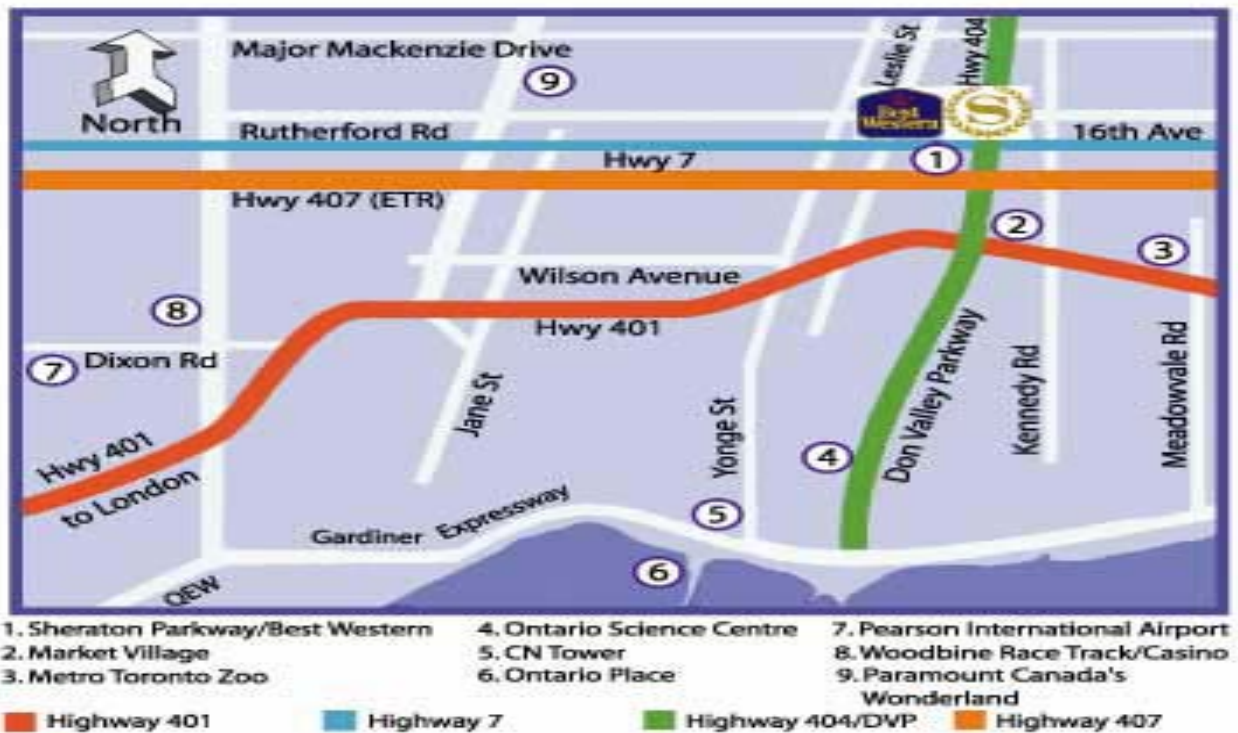 Major Mackenzie Drive
Leslie St
Hwy 404
9
North
Best
Western
S
Rutherford Rd
16th Ave
Hwy 7
1
Hwy 407 (ETR)
2
3
Wilson Avenue
8
Hwy 401
7
Dixon Rd
Jane St
Yonge St
Don Valley Parkway
Kennedy Rd
Meadowvale Rd
Hwy 401
to London
4
Gardiner Expressway
5
6
QEW
1. Sheraton Parkway/Best Western
2. Market Village
3. Metro Toronto Zoo
4. Ontario Science Centre
5. CN Tower
6. Ontario Place
7. Pearson International Airport
8. Woodbine Race Track/Casino
9. Paramount Canada's
Wonderland
Highway 401
Highway 7
Highway 404/DVP
Highway 407